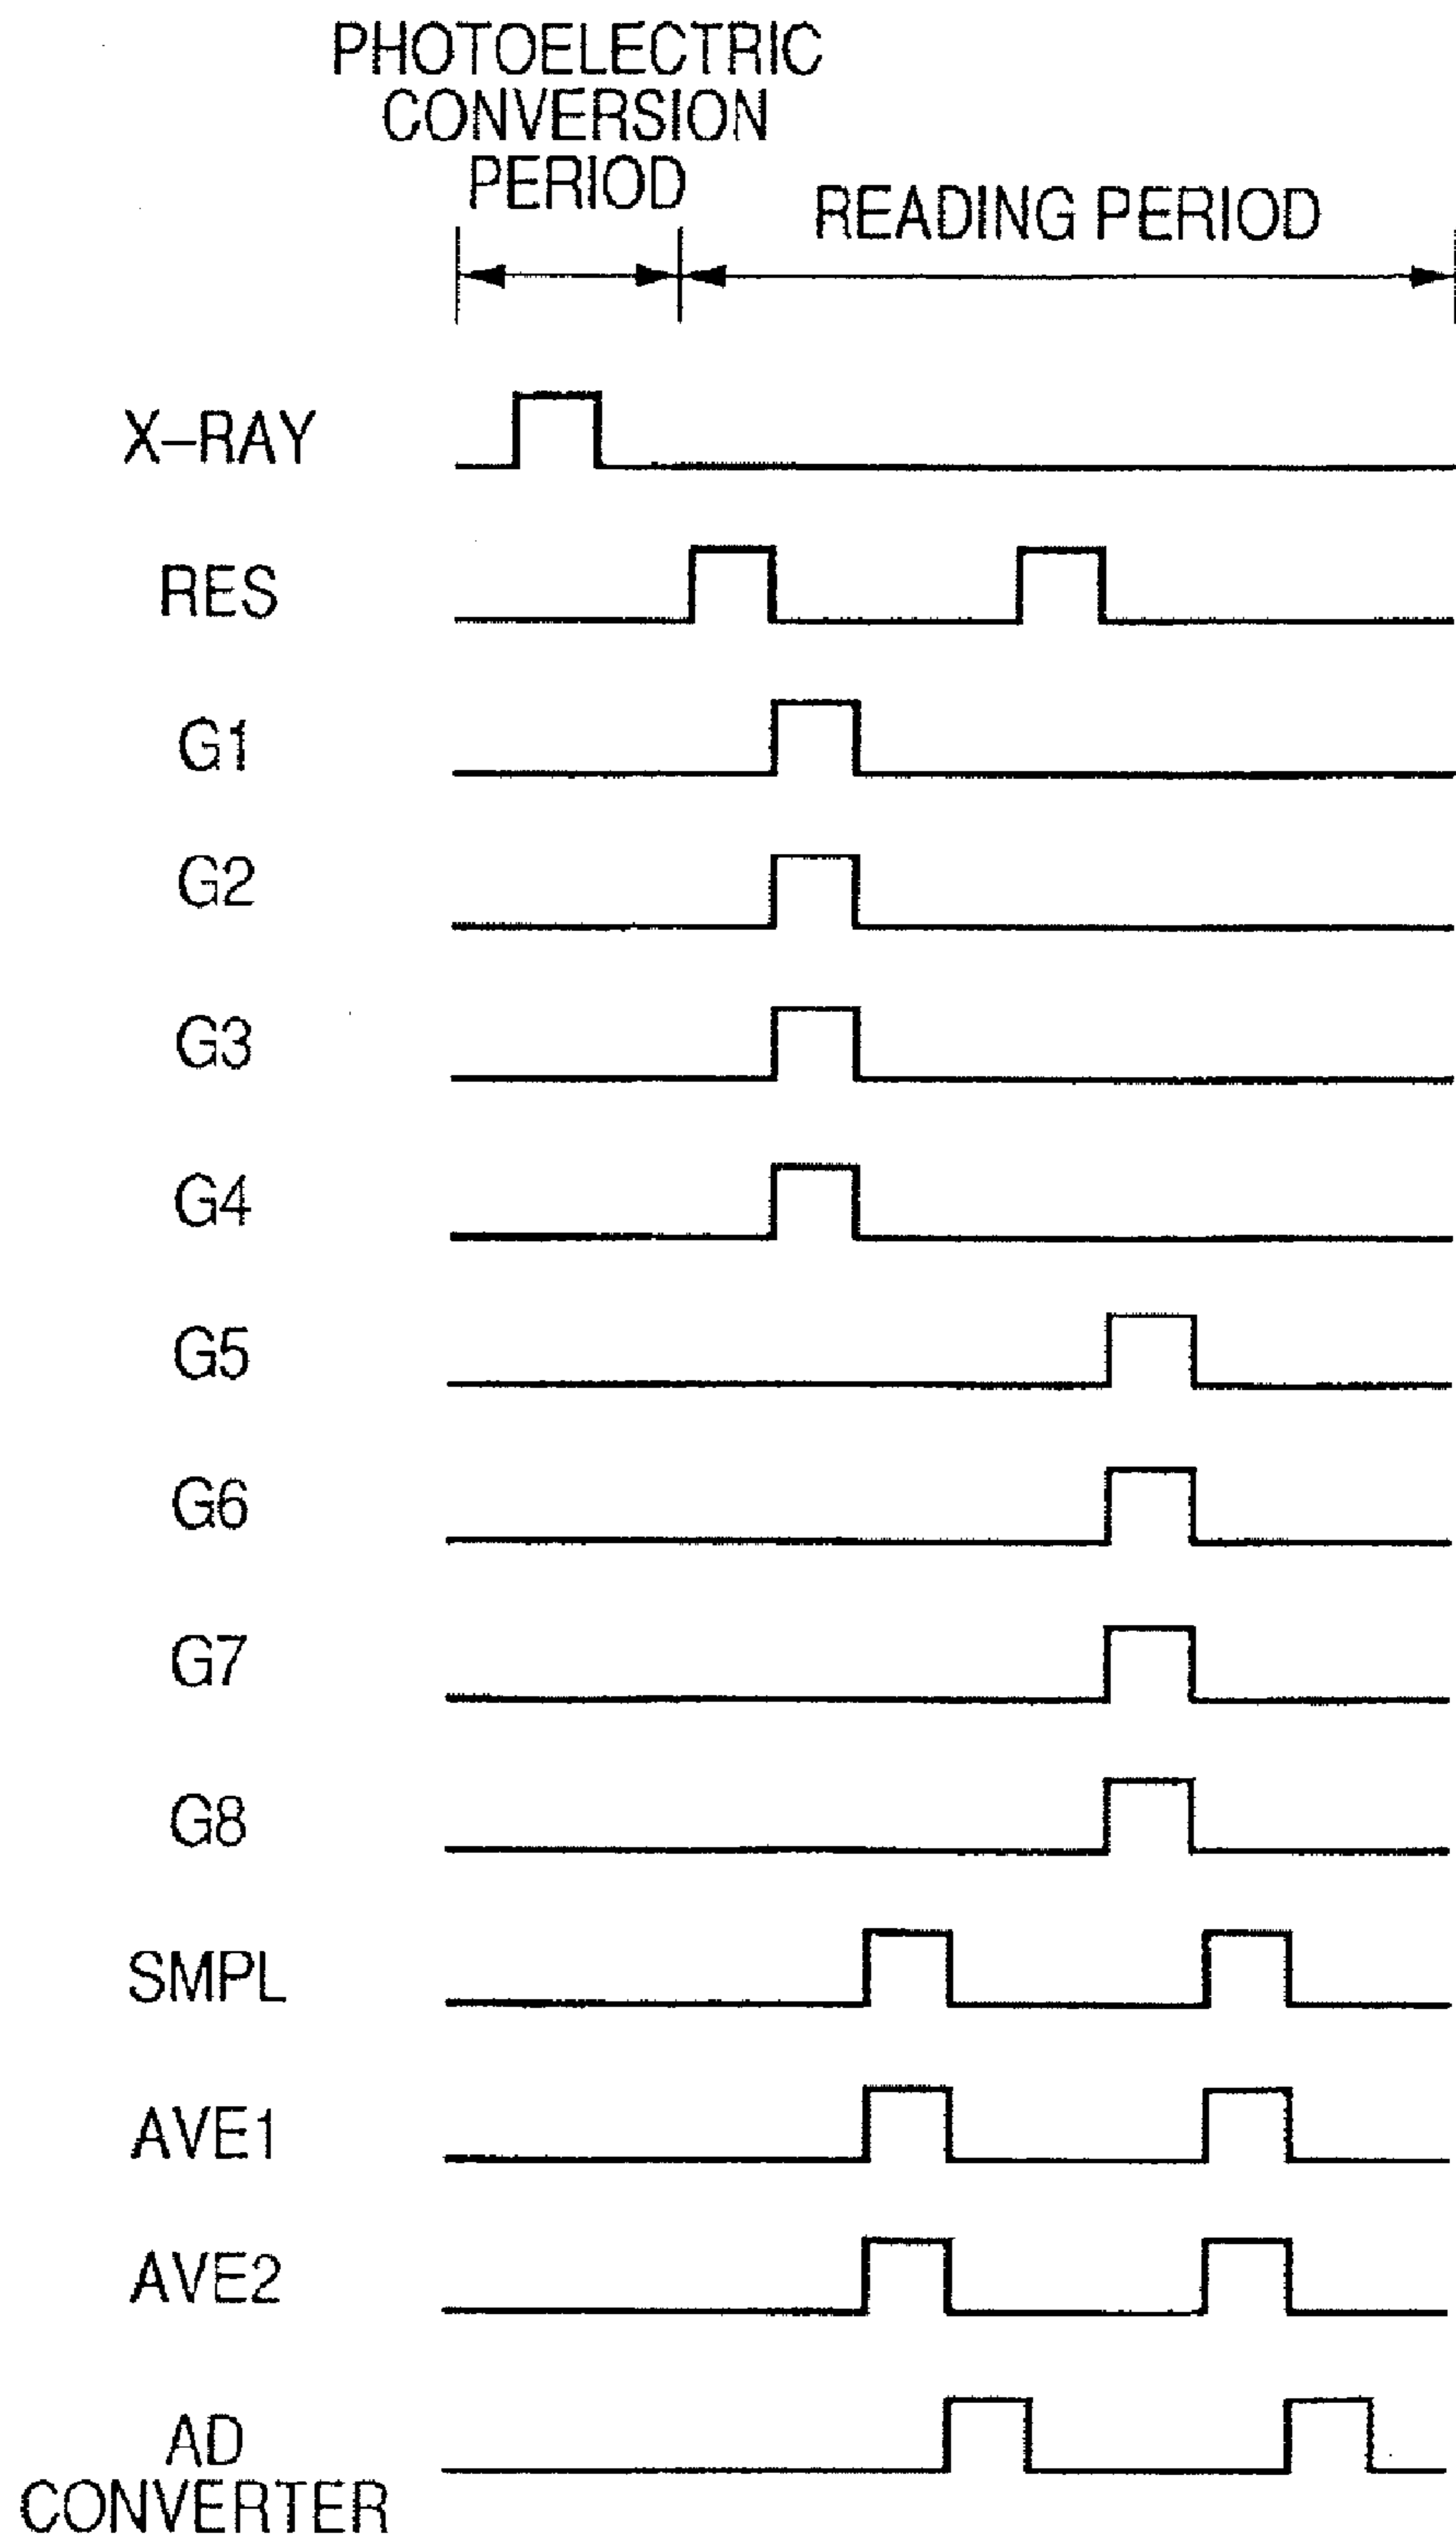 PHOTOELECTRIC
CONVERSION
PERIOD
READING PERIOD
X-RAY
RES
G1
G2
G3
G4
G5
G6
G7
G8
SMPL
AVE1
AVE2
AD
CONVERTER